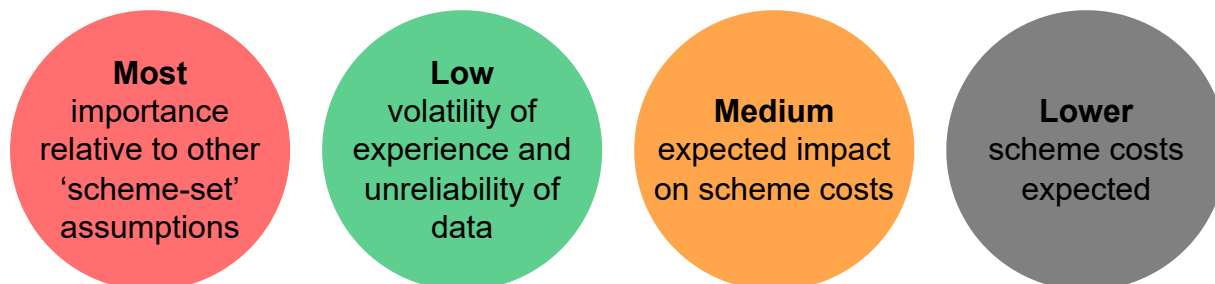 Most
importance
relative to other
‘scheme-set’
assumptions
Low
volatility of
experience and
unreliability of
data
Medium
expected impact
on scheme costs
Lower
scheme costs
expected